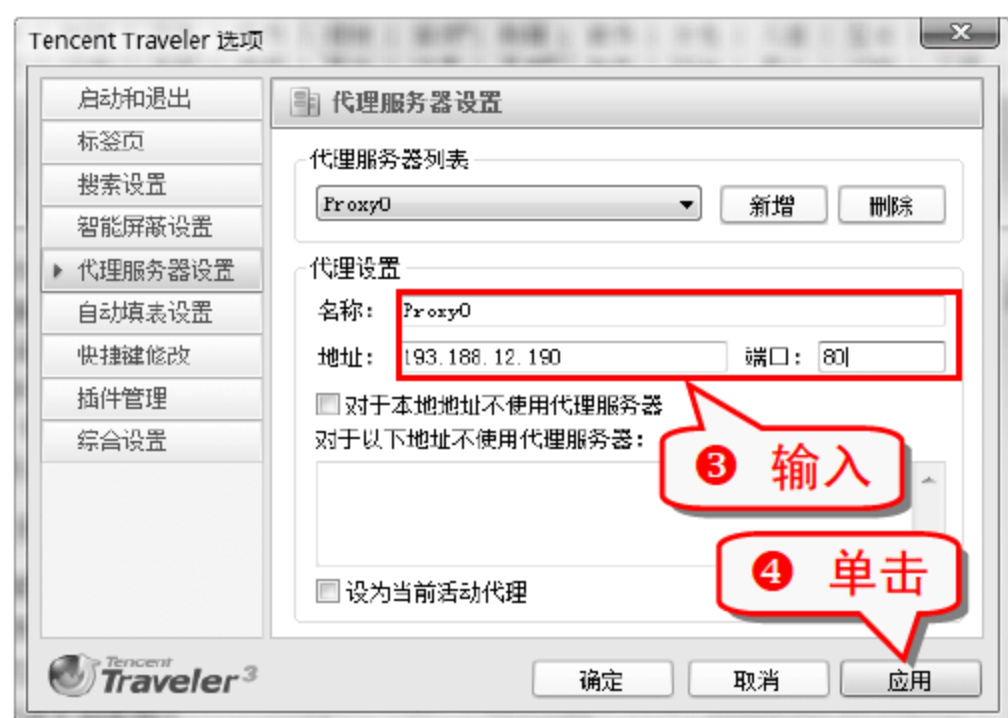 Tencent Traveler 选项
启动和退出
标签页
搜索设置
智能屏蔽设置
代理服务器设置
自动填表设置
快捷键修改
插件管理
综合设置
代理服务器设置
代理服务器列表
Proxy0 新增 删除
代理设置
名称： Proxy0
地址： 193.188.12.190 端口： 80
对于本地地址不使用代理服务器
对于以下地址不使用代理服务器：
❸ 输入
❹ 单击
设为当前活动代理
Tencent
Traveler 3
确定 取消 应用